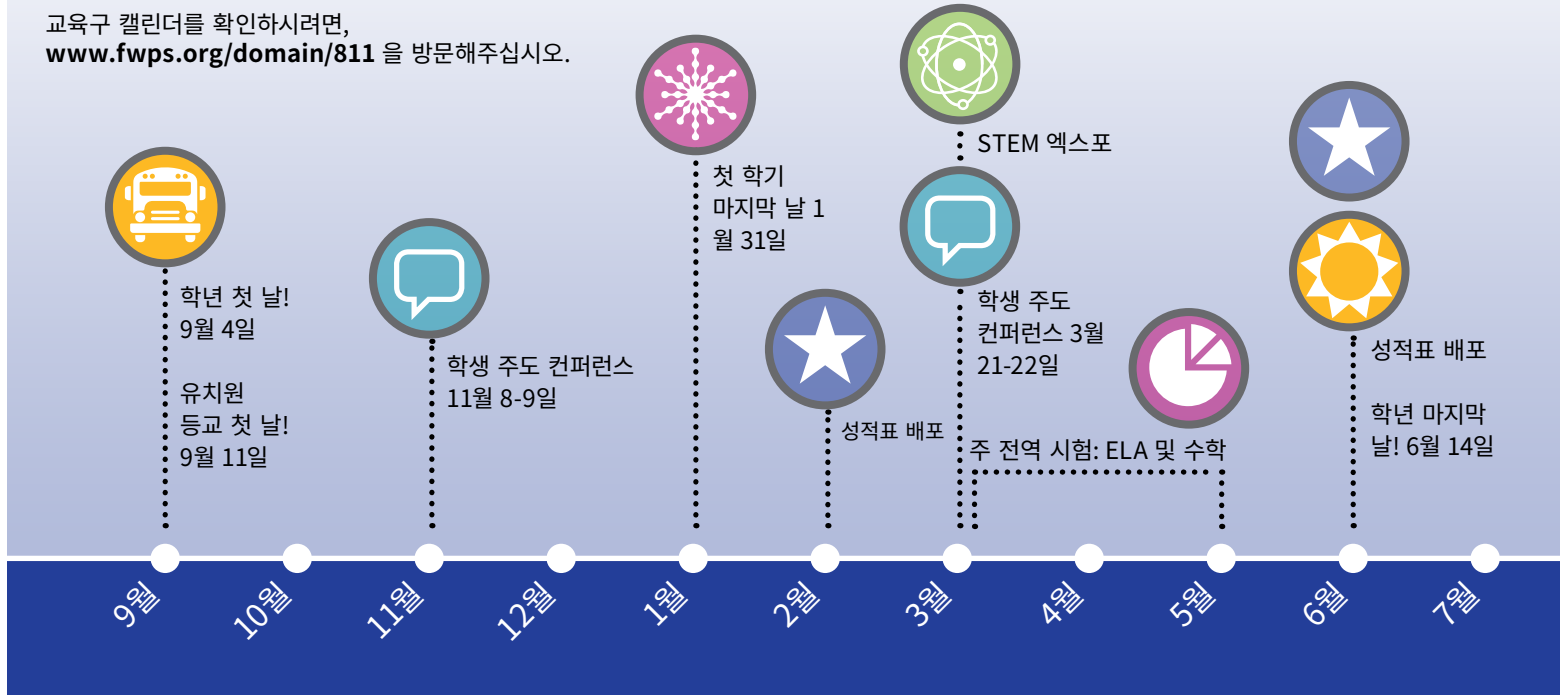 교육구 캘린더를 확인하시려면,
www.fwps.org/domain/811 을 방문해주십시오.
학년 첫 날!
9월 4일
유치원
등교 첫 날!
9월 11일
학생 주도 컨퍼런스
11월 8-9일
첫 학기
마지막 날 1
월 31일
성적표 배포
STEM 엑스포
학생 주도
컨퍼런스 3월
21-22일
주 전역 시험: ELA 및 수학
성적표 배포
학년 마지막
날! 6월 14일
9월
10월
11월
12월
1월
2월
3월
4월
5월
6월
7월